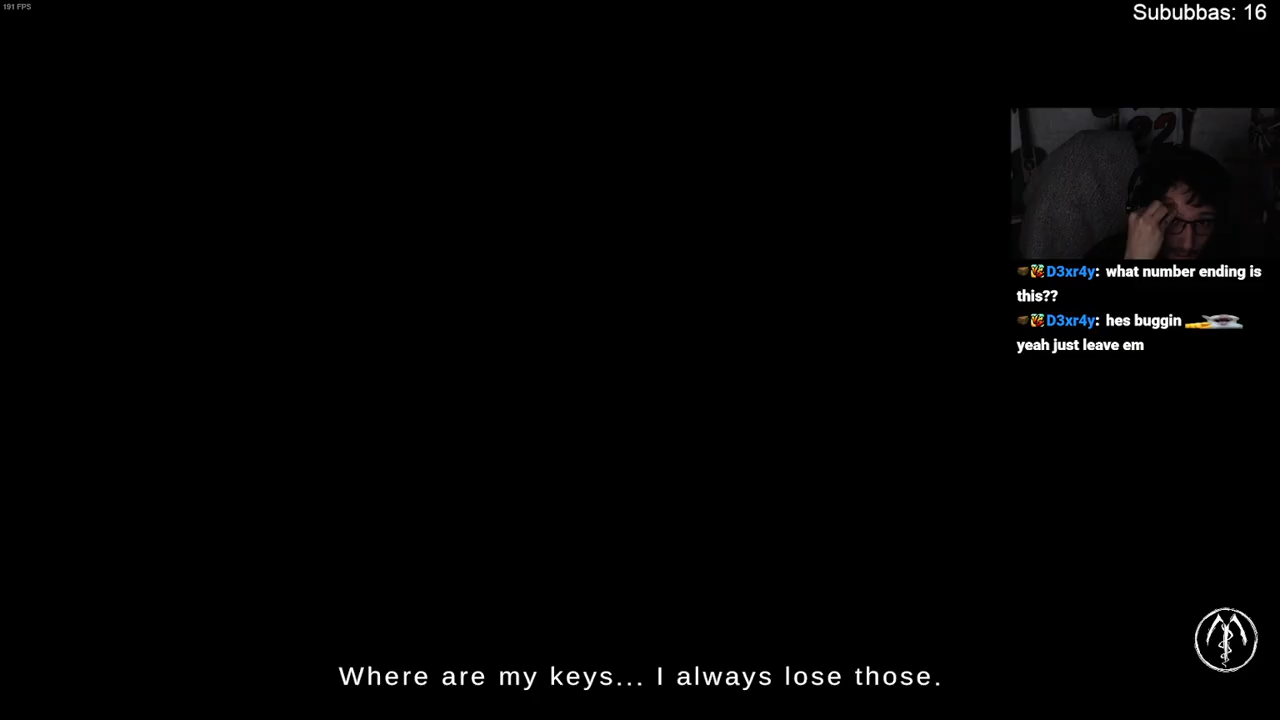 191 FPS
Sububbas: 16
D3xr4y: what number ending is
this??
D3xr4y: hes buggin
yeah just leave em
Where are my keys... I always lose those.